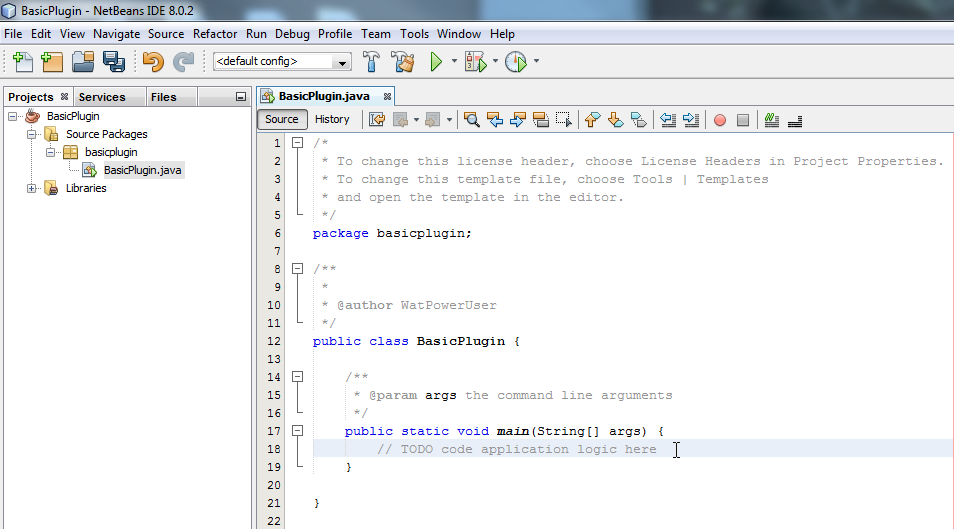 BasicPlugin - NetBeans IDE 8.0.2
File Edit View Navigate Source Refactor Run Debug Profile Team Tools Window Help
<default config>
Projects Services Files
BasicPlugin
Source Packages
basicplugin
BasicPlugin.java
Libraries
BasicPlugin.java
Source History
1 /*
2 * To change this license header, choose License Headers in Project Properties.
3 * To change this template file, choose Tools | Templates
4 * and open the template in the editor.
5 */
6 package basicplugin;
7
8 /**
9 *
10 * @author WatPowerUser
11 */
12 public class BasicPlugin {
13
14 /**
15 * @param args the command line arguments
16 */
17 public static void main(String[] args) {
18 // TODO code application logic here
19 }
20
21 }
22